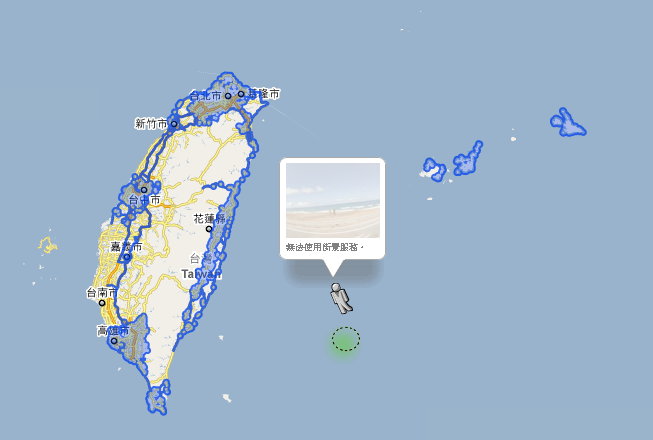 台北市
基隆市
新竹市
台中市
花蓮縣
嘉義市
台灣
Taiwan
台南市
高雄市
無法使用街景服務。